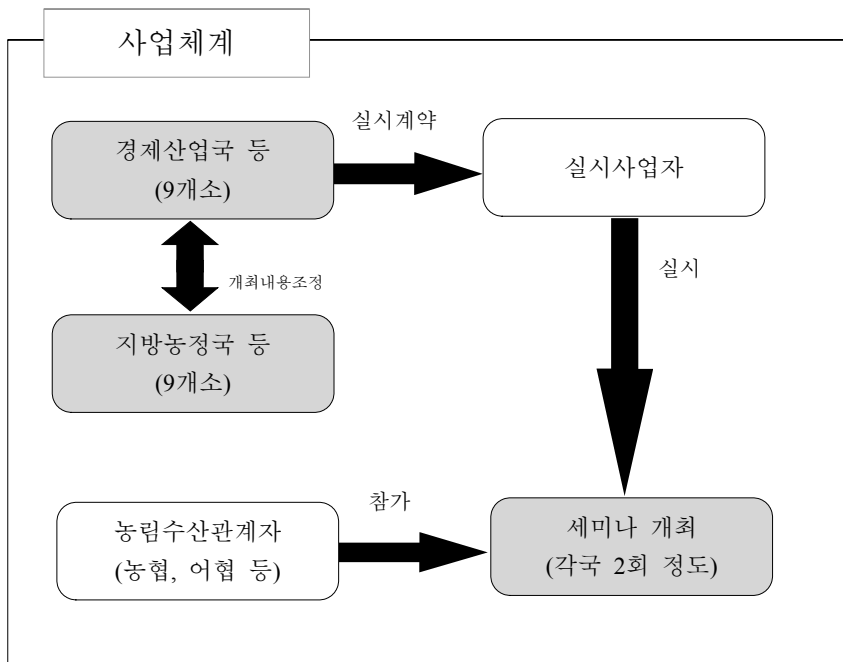 사업체계
경제산업국 등
(9개소)
실시계약
실시사업자
개최내용조정
실시
지방농정국 등
(9개소)
농림수산관계자
(농협, 어협 등)
참가
세미나 개최
(각국 2회 정도)